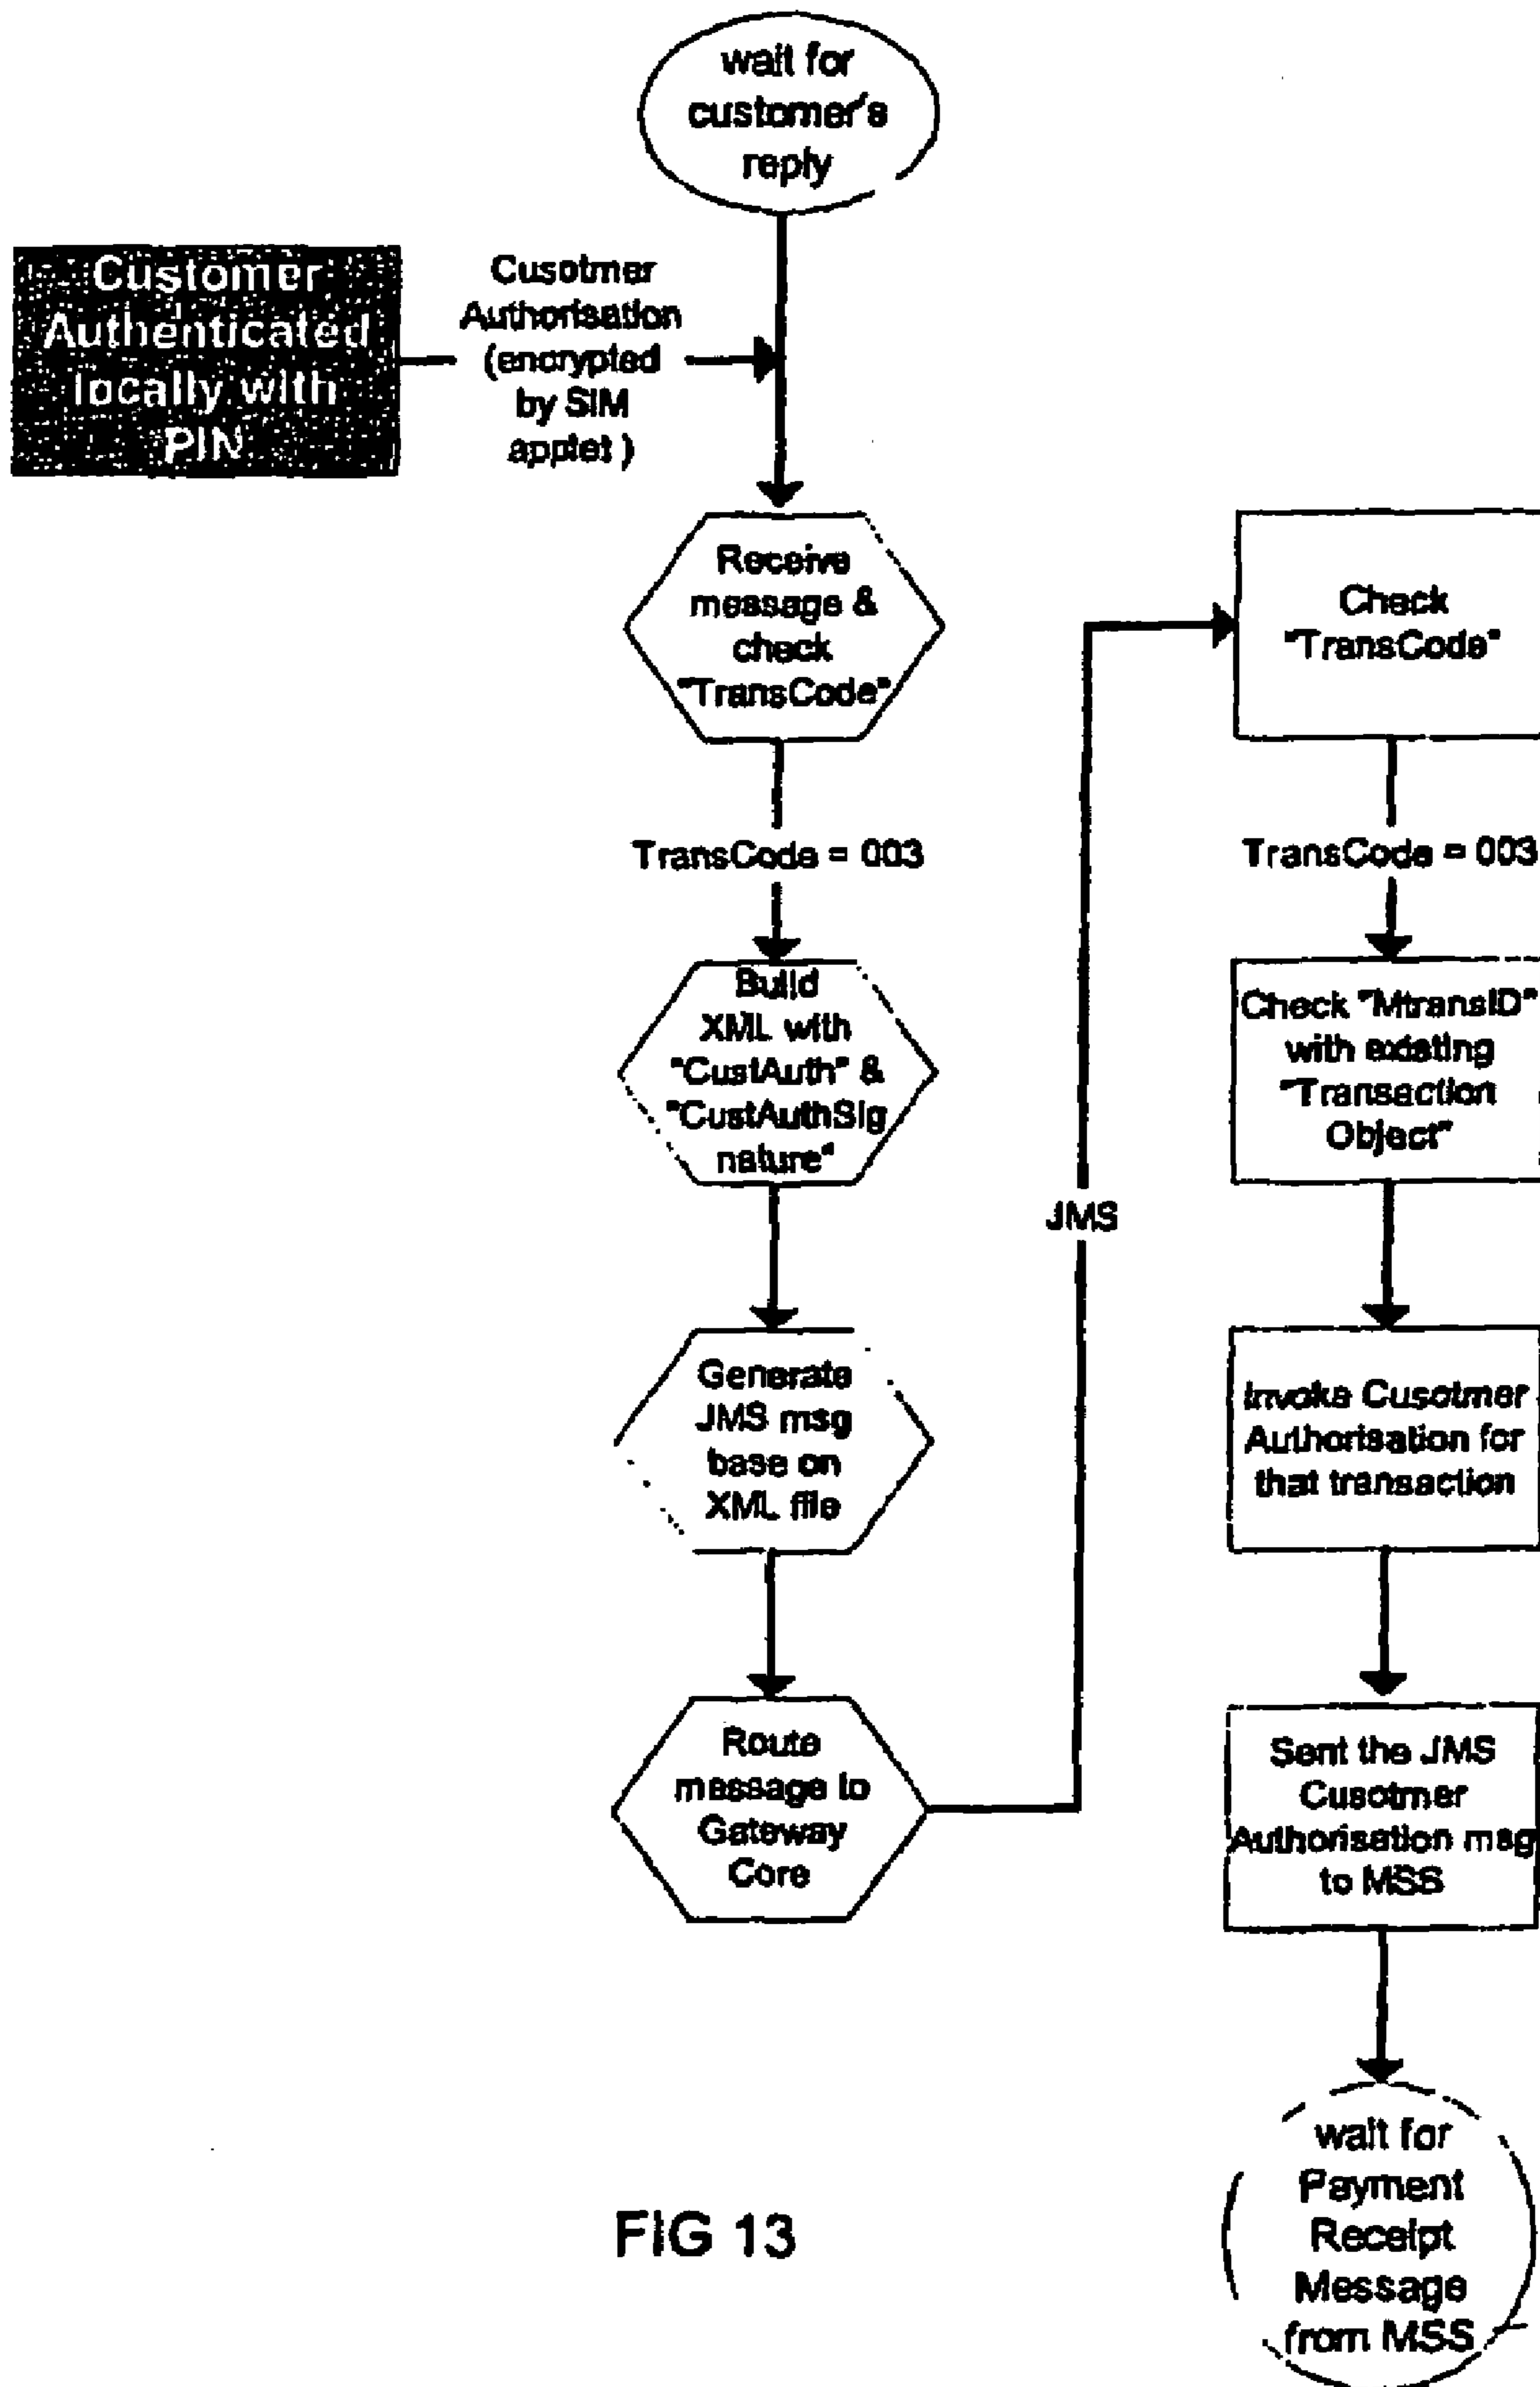 wait for
customer's
reply
Customer
Authenticated
locally with
PIN
Cusotmer
Authorisation
(encrypted
by SIM
applet )
Receive
message &
check
"TransCode"
TransCode = 003
Build
XML with
"CustAuth" &
"CustAuthSig
nature"
Generate
JMS msg
base on
XML file
Route
message to
Gateway
Core
JMS
Check
"TransCode"
TransCode = 003
Check "MtransID"
with existing
"Transaction
Object"
Invoke Cusotmer
Authorisation for
that transaction
Sent the JMS
Cusotmer
Authorisation msg
to MSS
wait for
Payment
Receipt
Message
from MSS
FIG 13